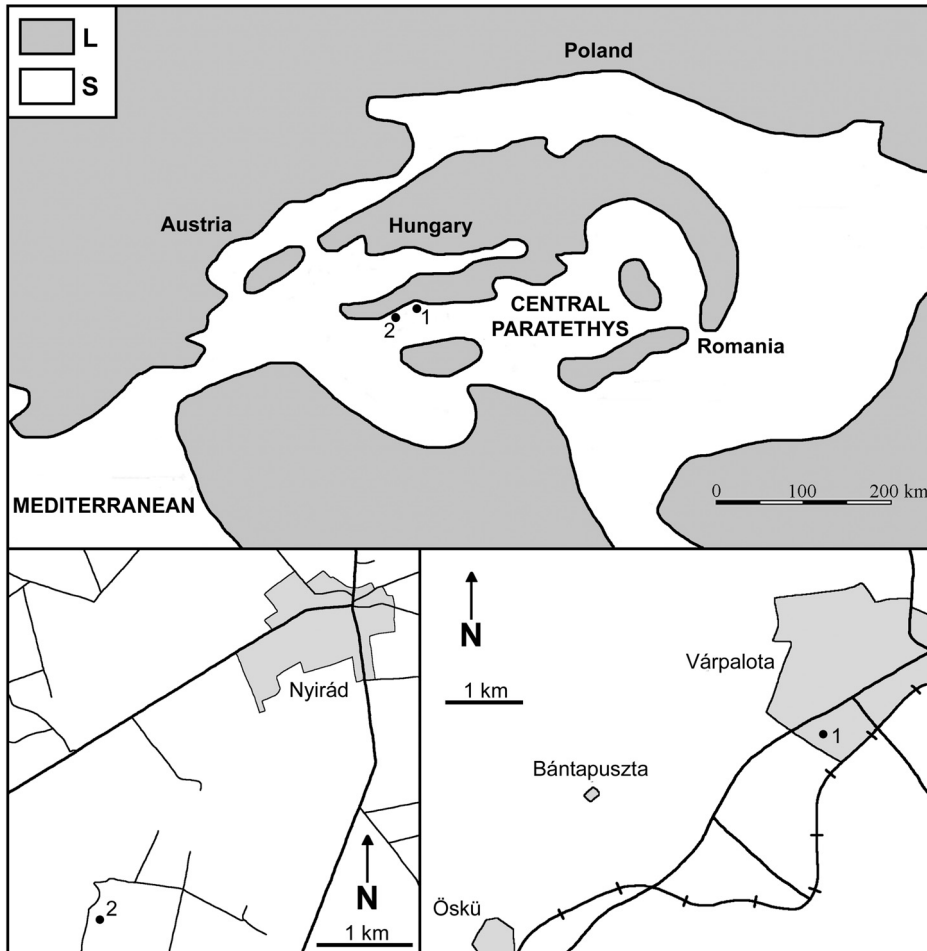 L
S
Poland
Austria
Hungary
CENTRAL
PARATETHYS
1
2
Romania
MEDITERRANEAN
0 100 200 km
Nyirád
2
N
1 km
N
1 km
Várpalota
1
Bántapuszta
Öskü